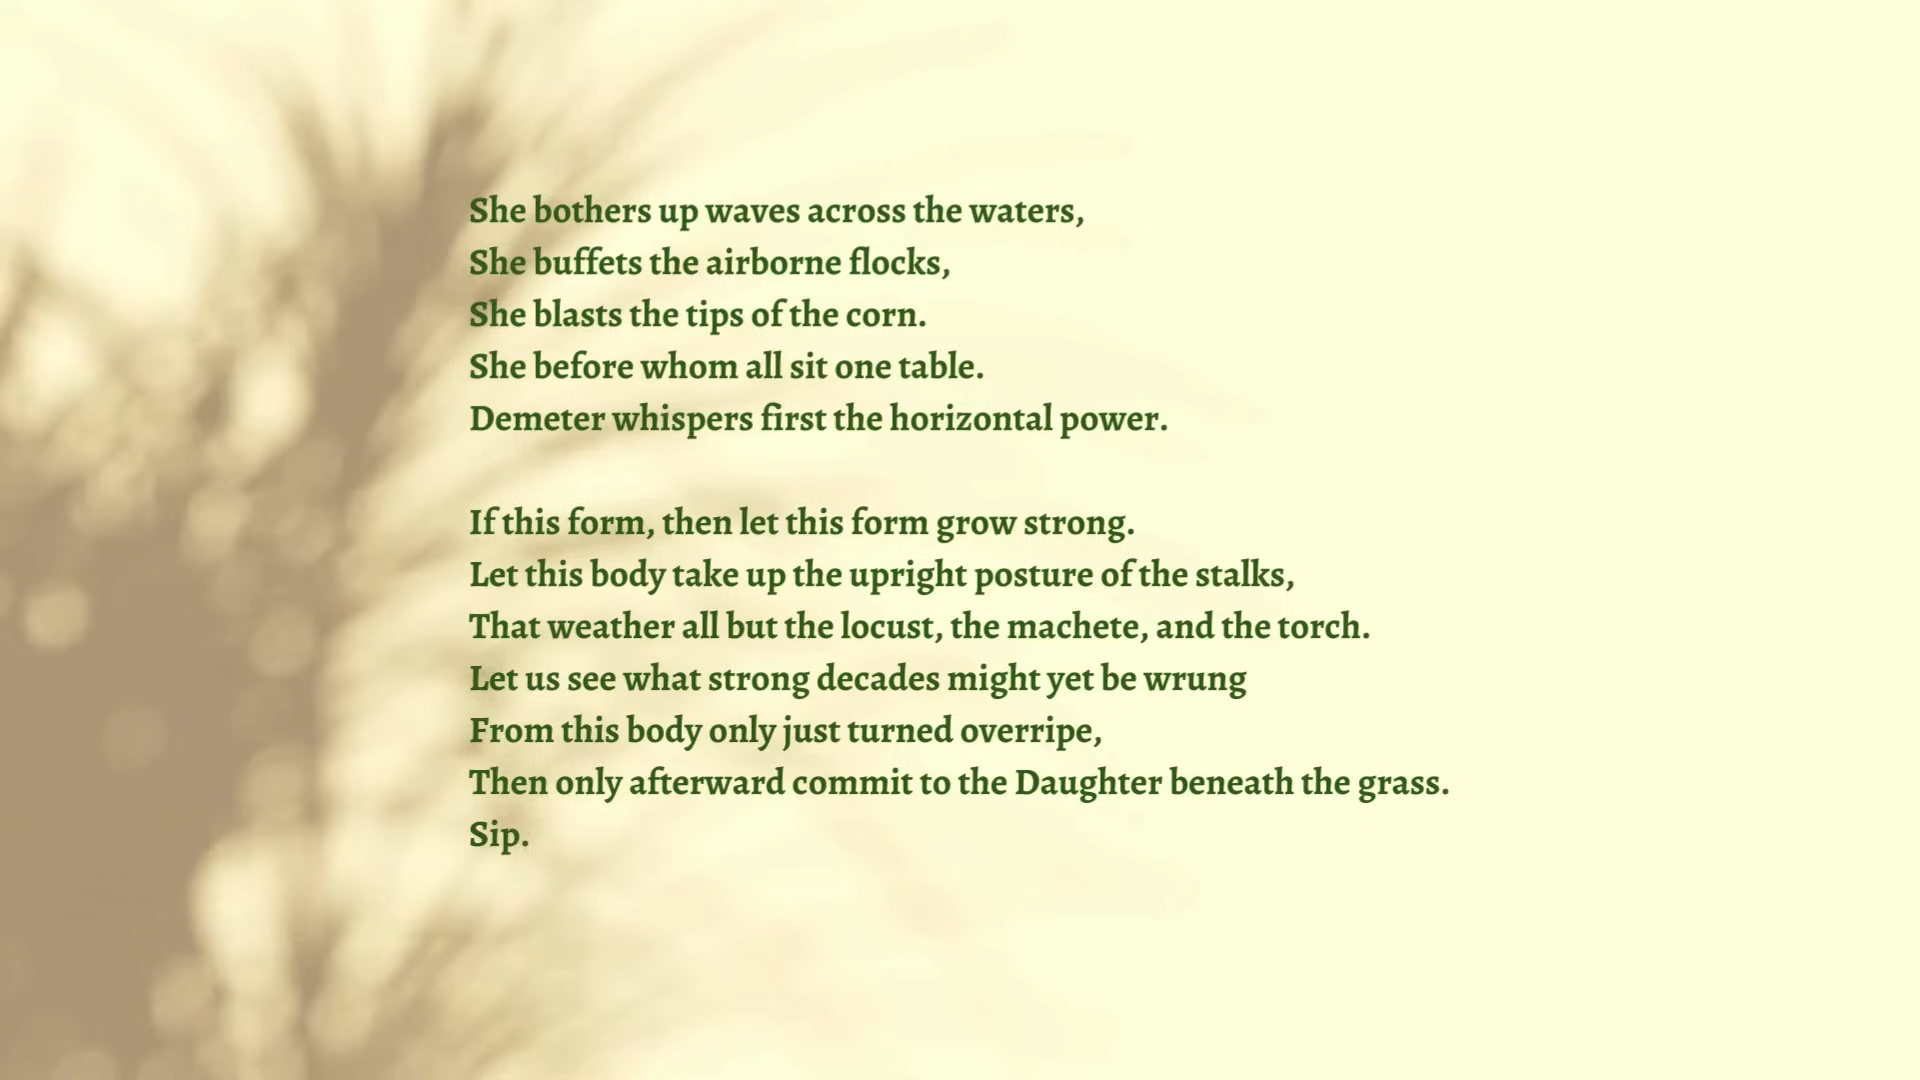 She bothers up waves across the waters,
She buffets the airborne flocks,
She blasts the tips of the corn.
She before whom all sit one table.
Demeter whispers first the horizontal power.
If this form, then let this form grow strong.
Let this body take up the upright posture of the stalks,
That weather all but the locust, the machete, and the torch.
Let us see what strong decades might yet be wrung
From this body only just turned overripe,
Then only afterward commit to the Daughter beneath the grass.
Sip.